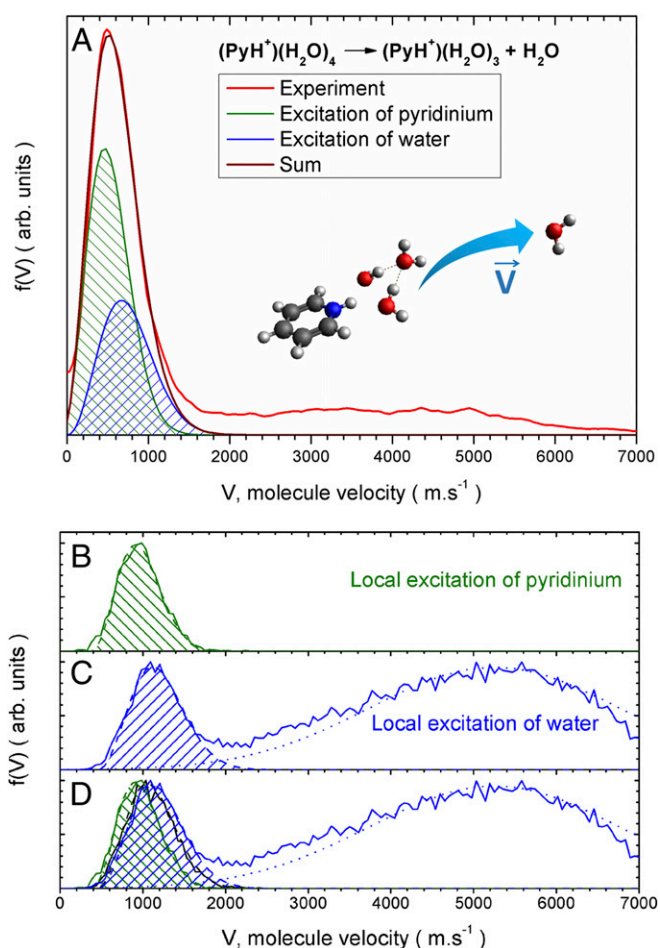 A
(PyH⁺)(H₂O)₄ → (PyH⁺)(H₂O)₃ + H₂O
Experiment
Excitation of pyridinium
Excitation of water
Sum
V
f(V) ( arb. units )
0 1000 2000 3000 4000 5000 6000 7000
V, molecule velocity ( m.s⁻¹ )
B
Local excitation of pyridinium
C
Local excitation of water
D
f(V) ( arb. units )
0 1000 2000 3000 4000 5000 6000 7000
V, molecule velocity ( m.s⁻¹ )